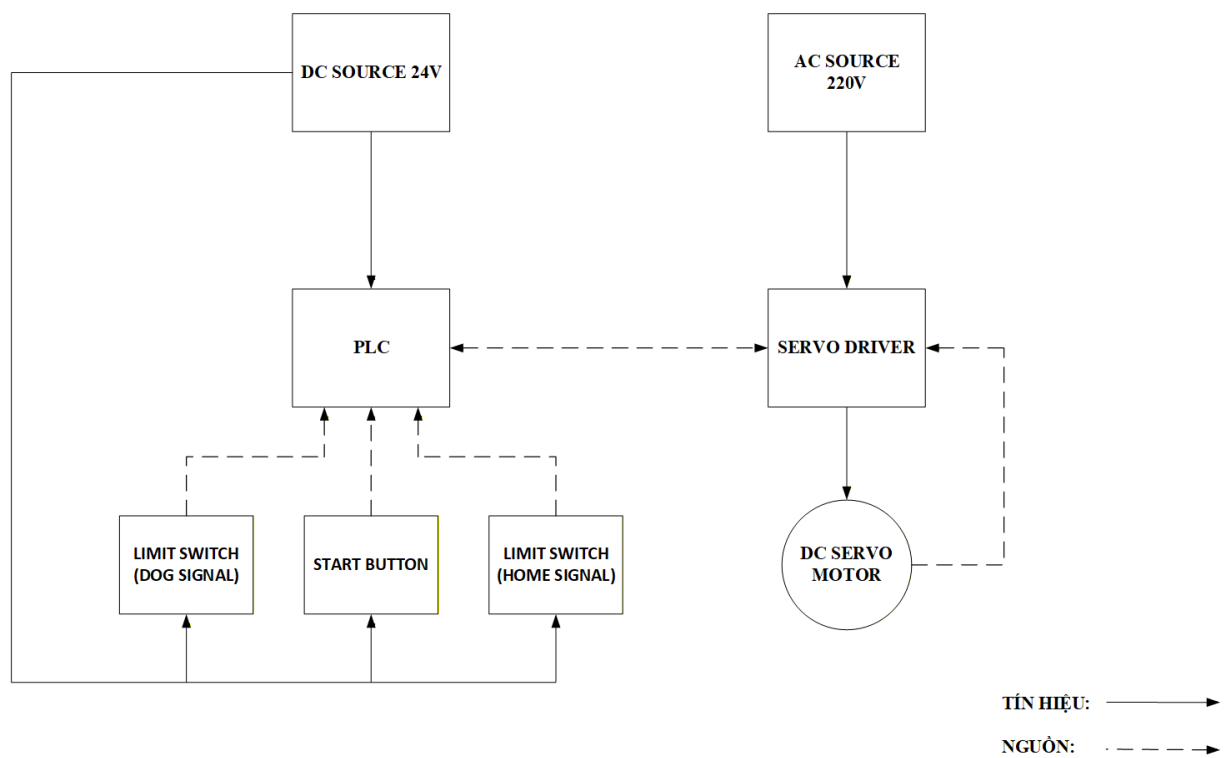 DC SOURCE 24V
AC SOURCE
220V
PLC
SERVO DRIVER
LIMIT SWITCH
(DOG SIGNAL)
START BUTTON
LIMIT SWITCH
(HOME SIGNAL)
DC SERVO
MOTOR
TÍN HIỆU:
NGUỒN: